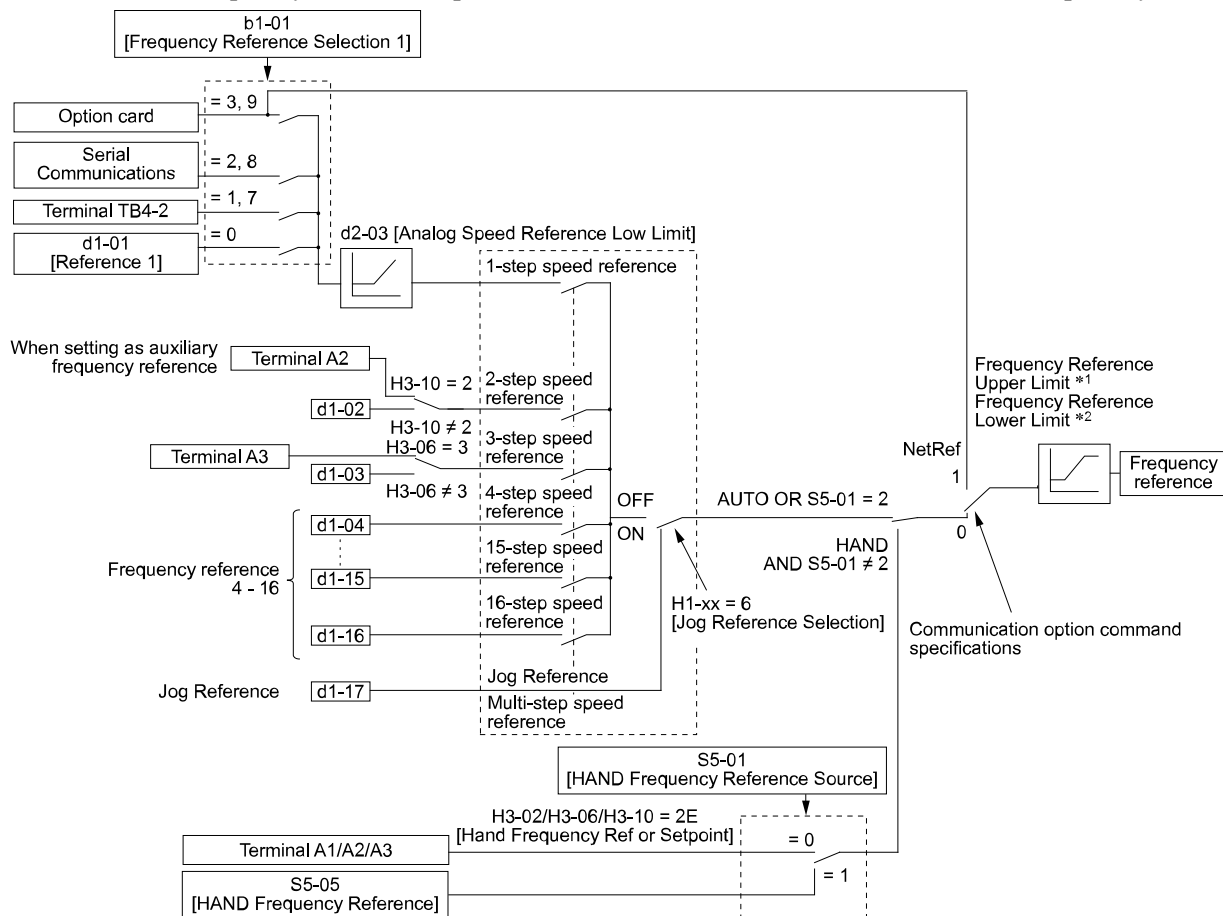 b1-01
[Frequency Reference Selection 1]
Option card
= 3, 9
Serial
Communications
= 2, 8
Terminal TB4-2
= 1, 7
d1-01
[Reference 1]
= 0
d2-03 [Analog Speed Reference Low Limit]
1-step speed reference
When setting as auxiliary
frequency reference
Terminal A2
H3-10 = 2
d1-02
H3-10 ≠ 2
2-step speed
reference
Terminal A3
H3-06 = 3
d1-03
H3-06 ≠ 3
3-step speed
reference
4-step speed
reference
d1-04
15-step speed
reference
Frequency reference
4 - 16
d1-15
16-step speed
reference
d1-16
Jog Reference
d1-17
Jog Reference
Multi-step speed
reference
OFF
ON
H1-xx = 6
[Jog Reference Selection]
AUTO OR S5-01 = 2
HAND
AND S5-01 ≠ 2
NetRef
1
0
Frequency Reference
Upper Limit *1
Frequency Reference
Lower Limit *2
Frequency
reference
Communication option command
specifications
S5-01
[HAND Frequency Reference Source]
H3-02/H3-06/H3-10 = 2E
[Hand Frequency Ref or Setpoint]
Terminal A1/A2/A3
= 0
= 1
S5-05
[HAND Frequency Reference]